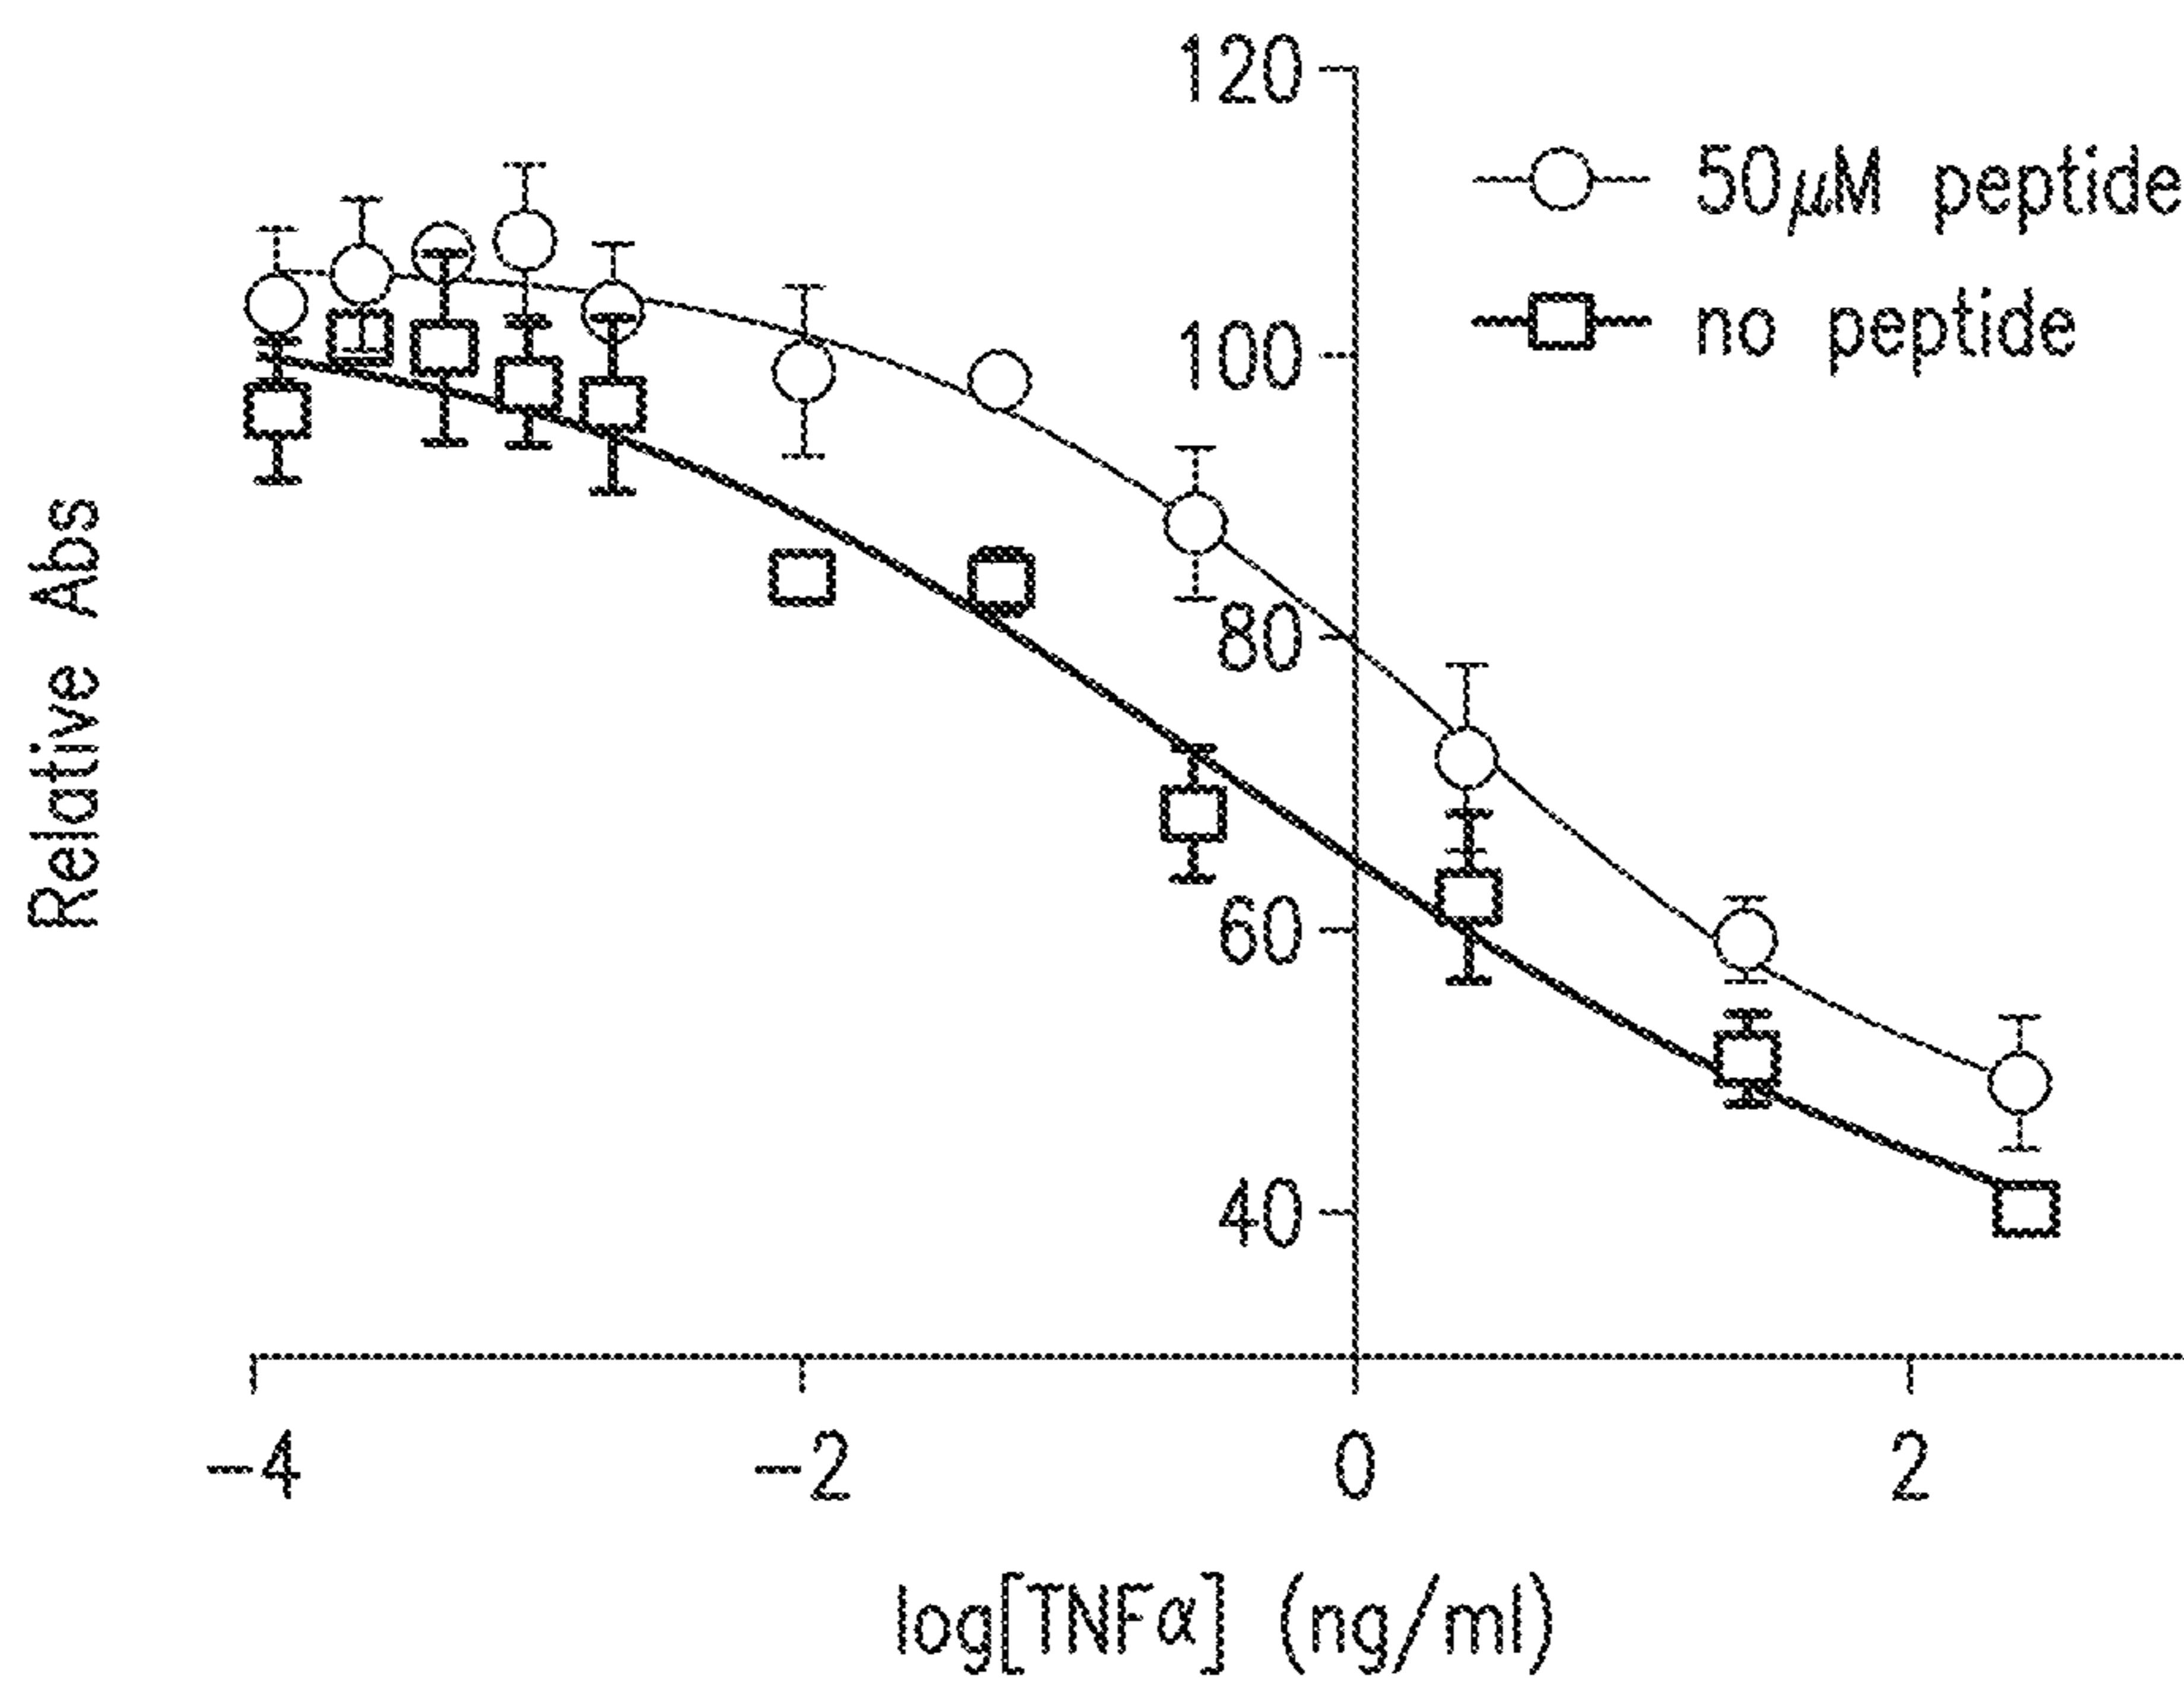 120
50μM peptide
no peptide
100
80
60
40
Relative Abs
-4
-2
0
2
log[TNFα] (ng/ml)